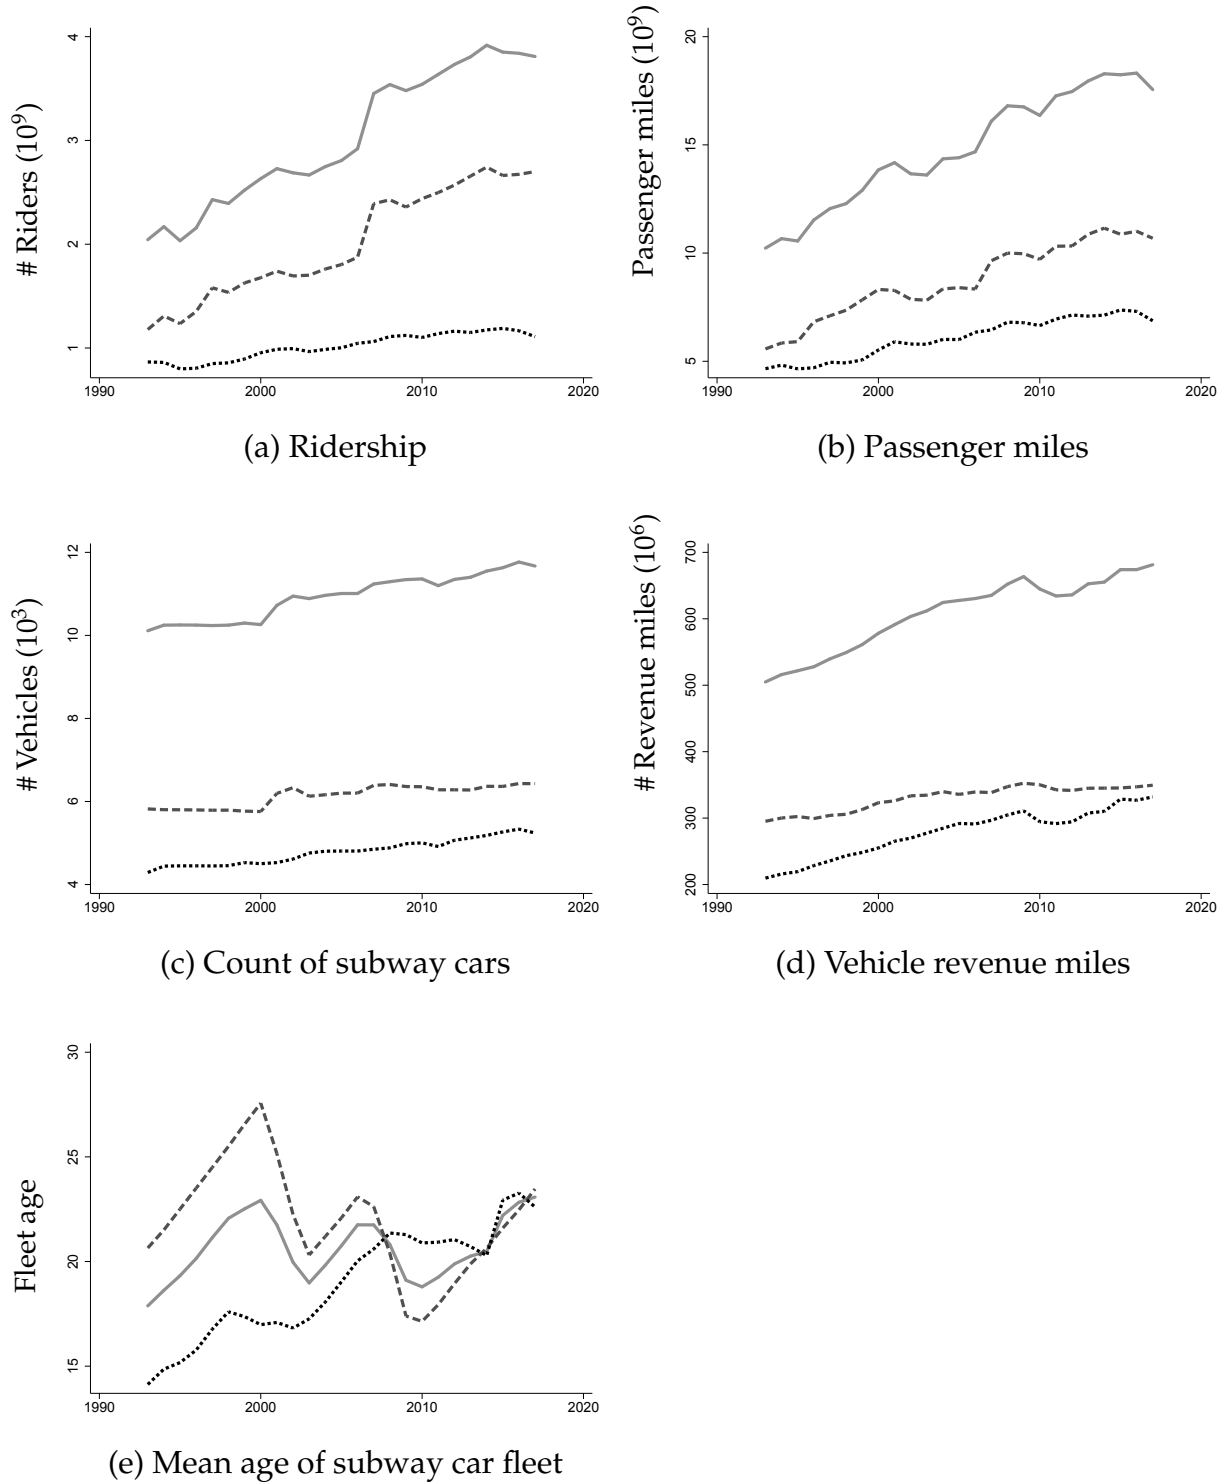 # Riders (10⁹)
4
3
2
1
1990 2000 2010 2020
(a) Ridership
Passenger miles (10⁹)
20
15
10
5
1990 2000 2010 2020
(b) Passenger miles
# Vehicles (10³)
12
10
8
6
4
1990 2000 2010 2020
(c) Count of subway cars
# Revenue miles (10⁶)
700
600
500
400
300
200
1990 2000 2010 2020
(d) Vehicle revenue miles
Fleet age
30
25
20
15
1990 2000 2010 2020
(e) Mean age of subway car fleet